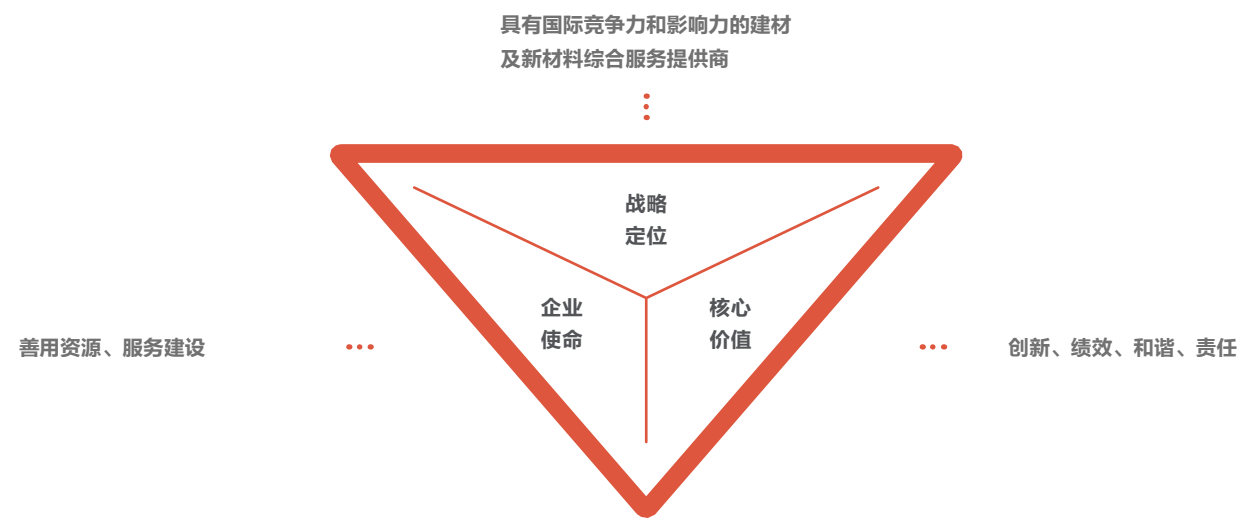 具有国际竞争力和影响力的建材
及新材料综合服务提供商
战略
定位
企业
使命
核心
价值
善用资源、服务建设
创新、绩效、和谐、责任